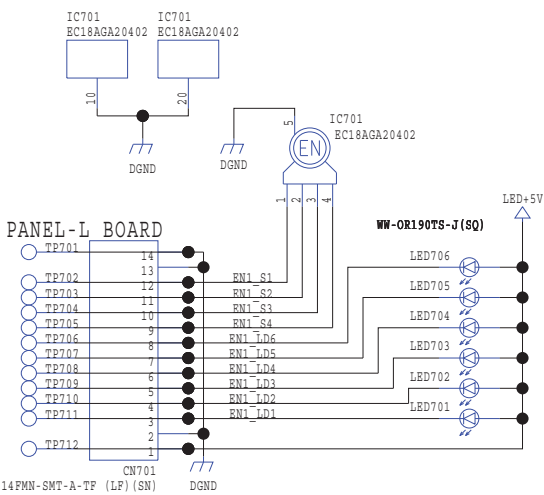 IC701 IC701
EC18AGA20402 EC18AGA20402
10 20
DGND
5
IC701
EC18AGA20402
EN
DGND
1 2 3 4
LED+5V
WW-OR190TS-J(SQ)
PANEL-L BOARD
TP701 14
13
TP702 12 EN1_S1
TP703 11 EN1_S2
TP704 10 EN1_S3
TP705 9 EN1_S4
TP706 8 EN1_LD6 LED706
TP707 7 EN1_LD5 LED705
TP708 6 EN1_LD4 LED704
TP709 5 EN1_LD3 LED703
TP710 4 EN1_LD2 LED702
TP711 3 EN1_LD1 LED701
2
TP712 1
CN701
14FMN-SMT-A-TF (LF)(SN) DGND